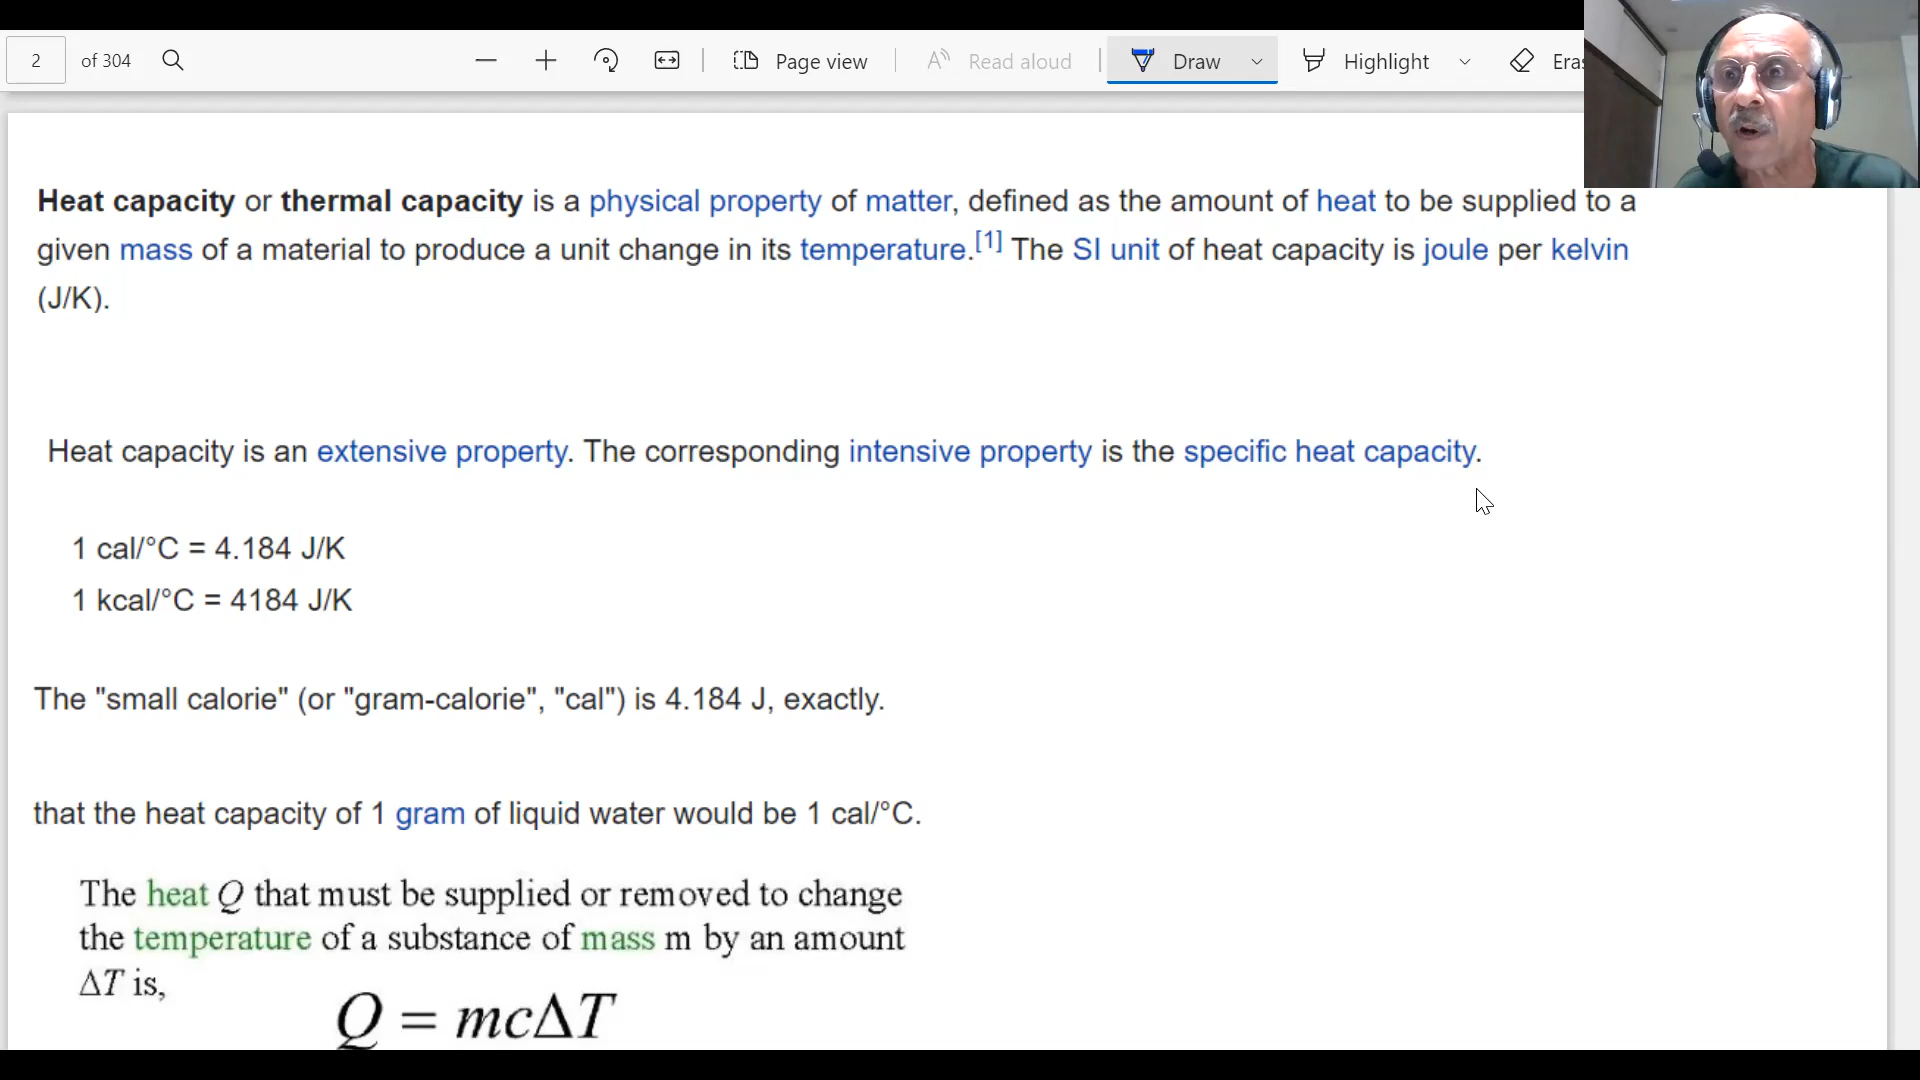 2 of 304 Page view Read aloud Draw Highlight Eras
Heat capacity or thermal capacity is a physical property of matter, defined as the amount of heat to be supplied to a
given mass of a material to produce a unit change in its temperature.[1] The SI unit of heat capacity is joule per kelvin
(J/K).
Heat capacity is an extensive property. The corresponding intensive property is the specific heat capacity.
1 cal/°C = 4.184 J/K
1 kcal/°C = 4184 J/K
The "small calorie" (or "gram-calorie", "cal") is 4.184 J, exactly.
that the heat capacity of 1 gram of liquid water would be 1 cal/°C.
The heat Q that must be supplied or removed to change
the temperature of a substance of mass m by an amount
ΔT is,
Q = mcΔT